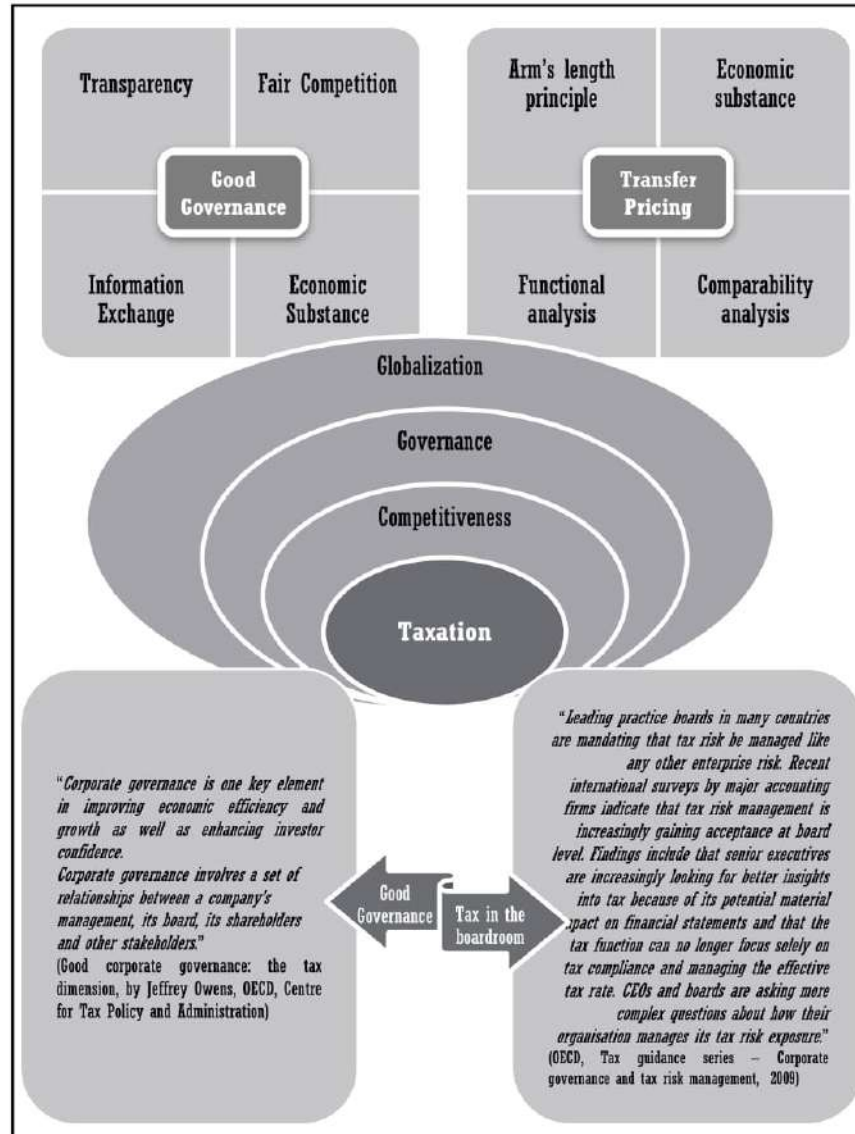 Transparency
Fair Competition
Good
Governance
Information
Exchange
Economic
Substance
Arm's length
principle
Economic
substance
Transfer
Pricing
Functional
analysis
Comparability
analysis
Globalization
Governance
Competitiveness
Taxation
"Corporate governance is one key element
in improving economic efficiency and
growth as well as enhancing investor
confidence.
Corporate governance involves a set of
relationships between a company's
management, its board, its shareholders
and other stakeholders."
(Good corporate governance: the tax
dimension, by Jeffrey Owens, OECD, Centre
for Tax Policy and Administration)
Good
Governance
Tax in the
boardroom
"Leading practice boards in many countries
are mandating that tax risk be managed like
any other enterprise risk. Recent
international surveys by major accounting
firms indicate that tax risk management is
increasingly gaining acceptance at board
level. Findings include that senior executives
are increasingly looking for better insights
into tax because of its potential material
pact on financial statements and that the
tax function can no longer focus solely on
tax compliance and managing the effective
tax rate. CEOs and boards are asking more
complex questions about how their
organisation manages its tax risk exposure."
(OECD, Tax guidance series – Corporate
governance and tax risk management, 2009)